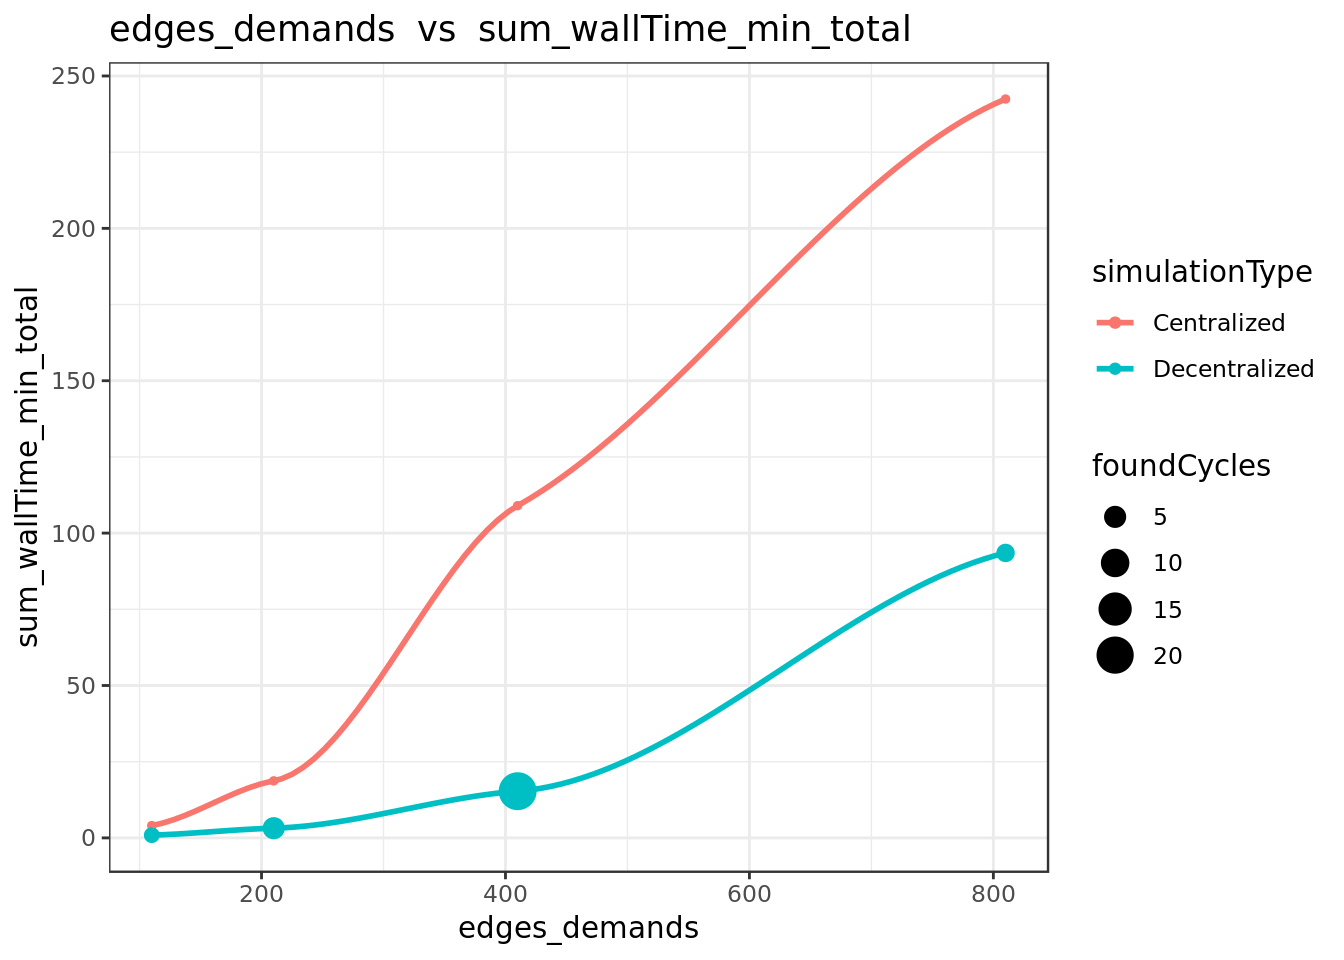 edges_demands  vs  sum_wallTime_min_total
250
200
150
100
50
0
sum_wallTime_min_total
200
400
600
800
edges_demands
simulationType
Centralized
Decentralized
foundCycles
5
10
15
20